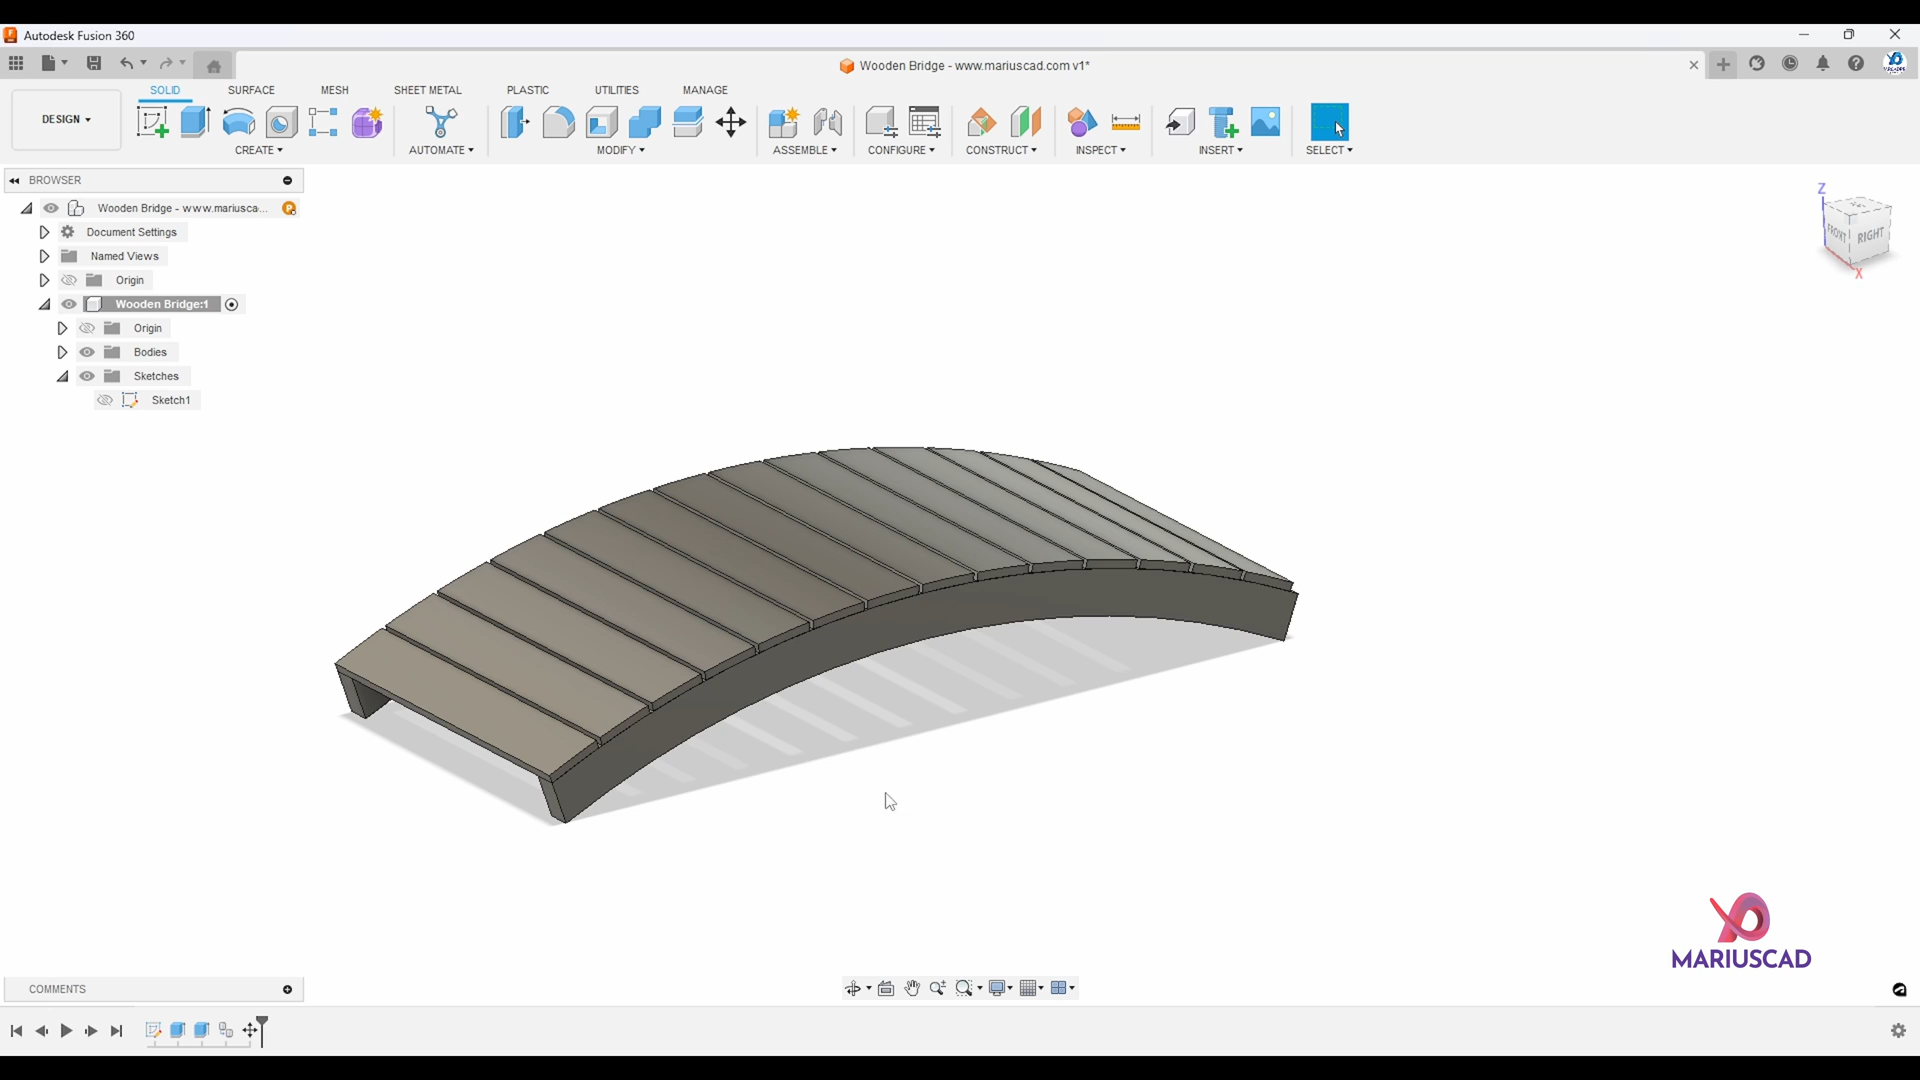 Autodesk Fusion 360
Wooden Bridge - www.mariuscad.com v1*
SOLID SURFACE MESH SHEET METAL PLASTIC UTILITIES MANAGE
DESIGN
CREATE AUTOMATE MODIFY ASSEMBLE CONFIGURE CONSTRUCT INSPECT INSERT SELECT
BROWSER
Wooden Bridge - www.mariusca...
Document Settings
Named Views
Origin
Wooden Bridge:1
Origin
Bodies
Sketches
Sketch1
Z
FRONT RIGHT
X
MARIUSCAD
COMMENTS